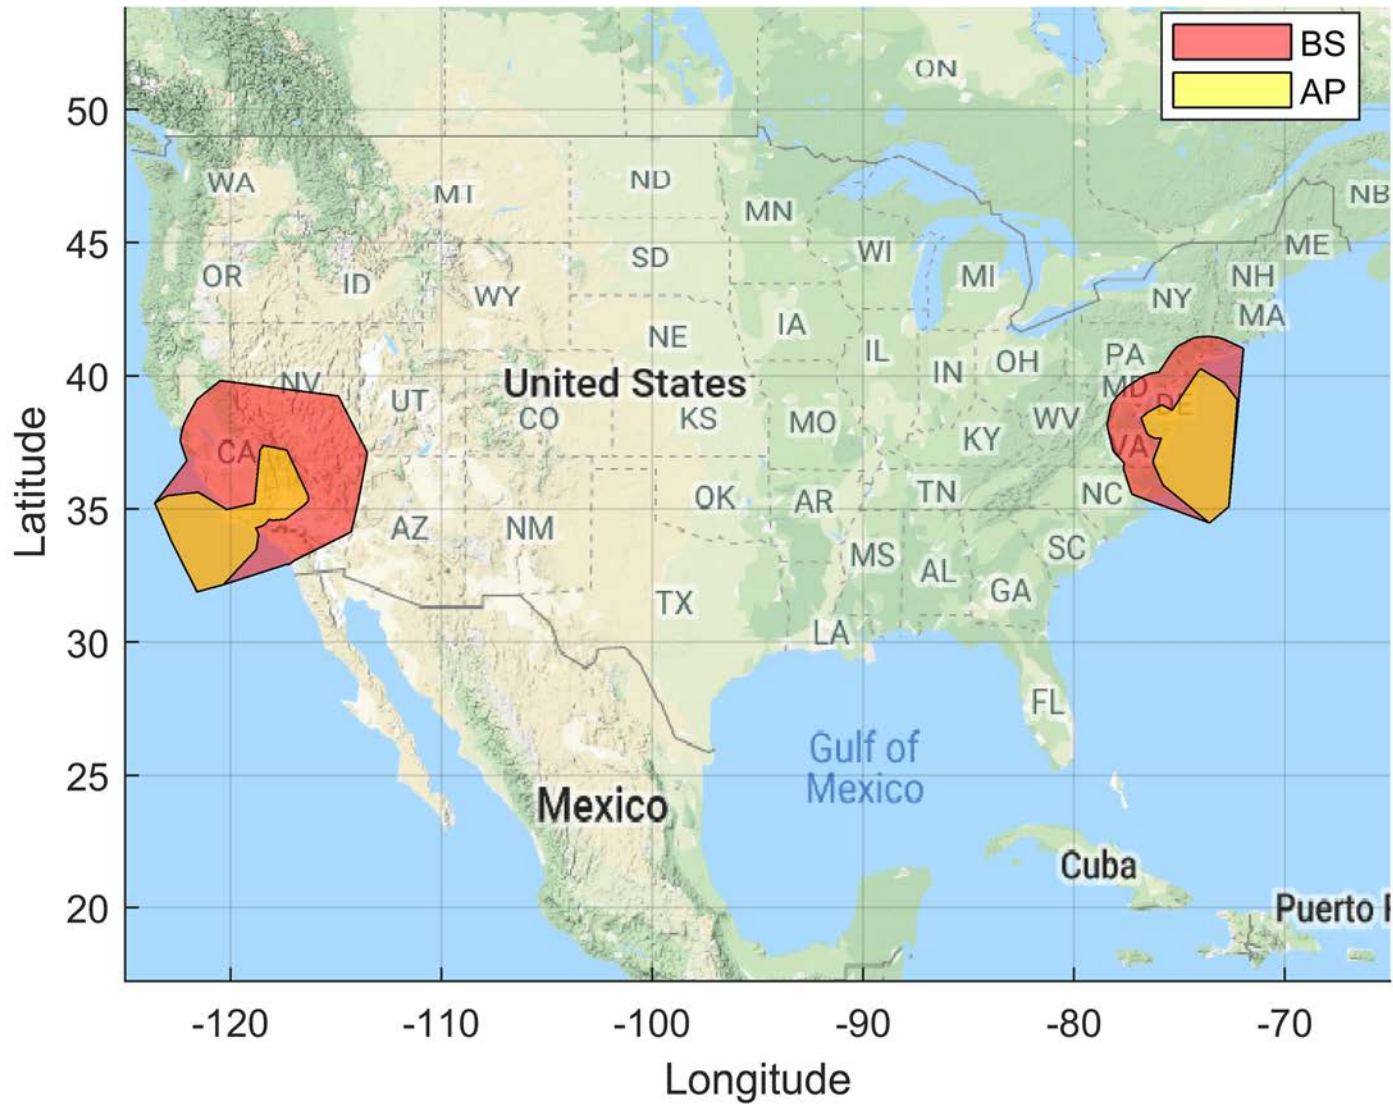 BS
AP
ON
50
WA
MT
ND
MN
NB
45
OR
ID
WY
SD
WI
MI
NY
NH
ME
MA
NE
IA
IL
IN
OH
PA
40
NV
UT
United States
CO
KS
MO
WV
MD
DE
CA
KY
VA
35
AZ
NM
OK
AR
TN
NC
MS
AL
SC
GA
TX
LA
30
FL
Gulf of
Mexico
25
Mexico
Cuba
20
Puerto
-120
-110
-100
-90
-80
-70
Longitude
Latitude